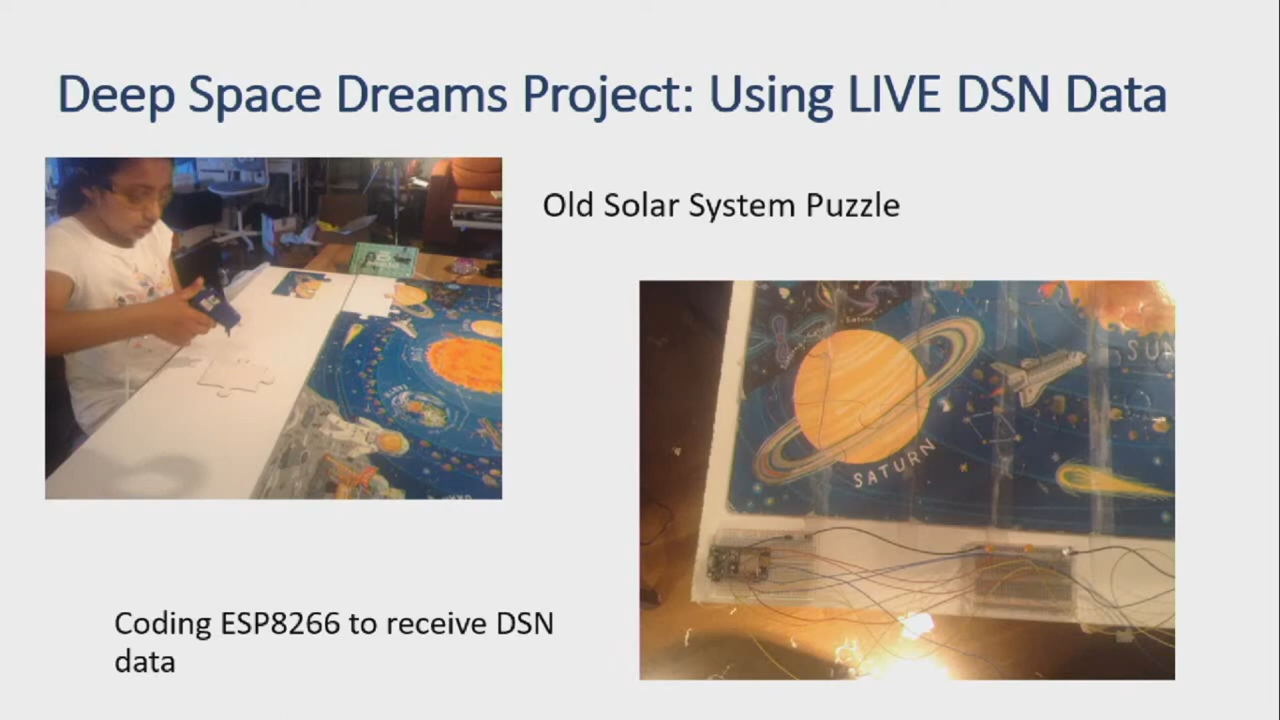 Deep Space Dreams Project: Using LIVE DSN Data
Old Solar System Puzzle
SUN
SATURN
Coding ESP8266 to receive DSN
data